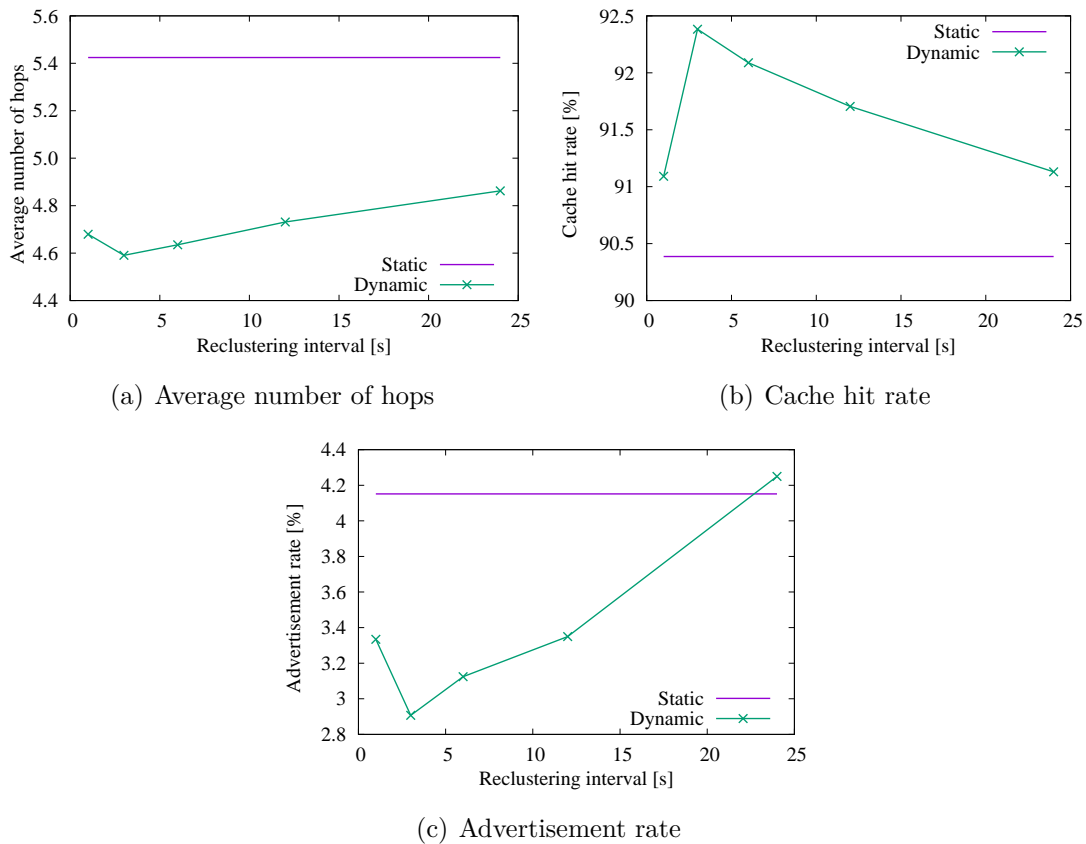 5.6
5.4
5.2
5.0
4.8
4.6
4.4
Average number of hops
Static
Dynamic
0 5 10 15 20 25
Reclustering interval [s]
(a) Average number of hops
92.5
92
91.5
91
90.5
90
Cache hit rate [%]
Static
Dynamic
0 5 10 15 20 25
Reclustering interval [s]
(b) Cache hit rate
4.4
4.2
4
3.8
3.6
3.4
3.2
3
2.8
Advertisement rate [%]
Static
Dynamic
0 5 10 15 20 25
Reclustering interval [s]
(c) Advertisement rate